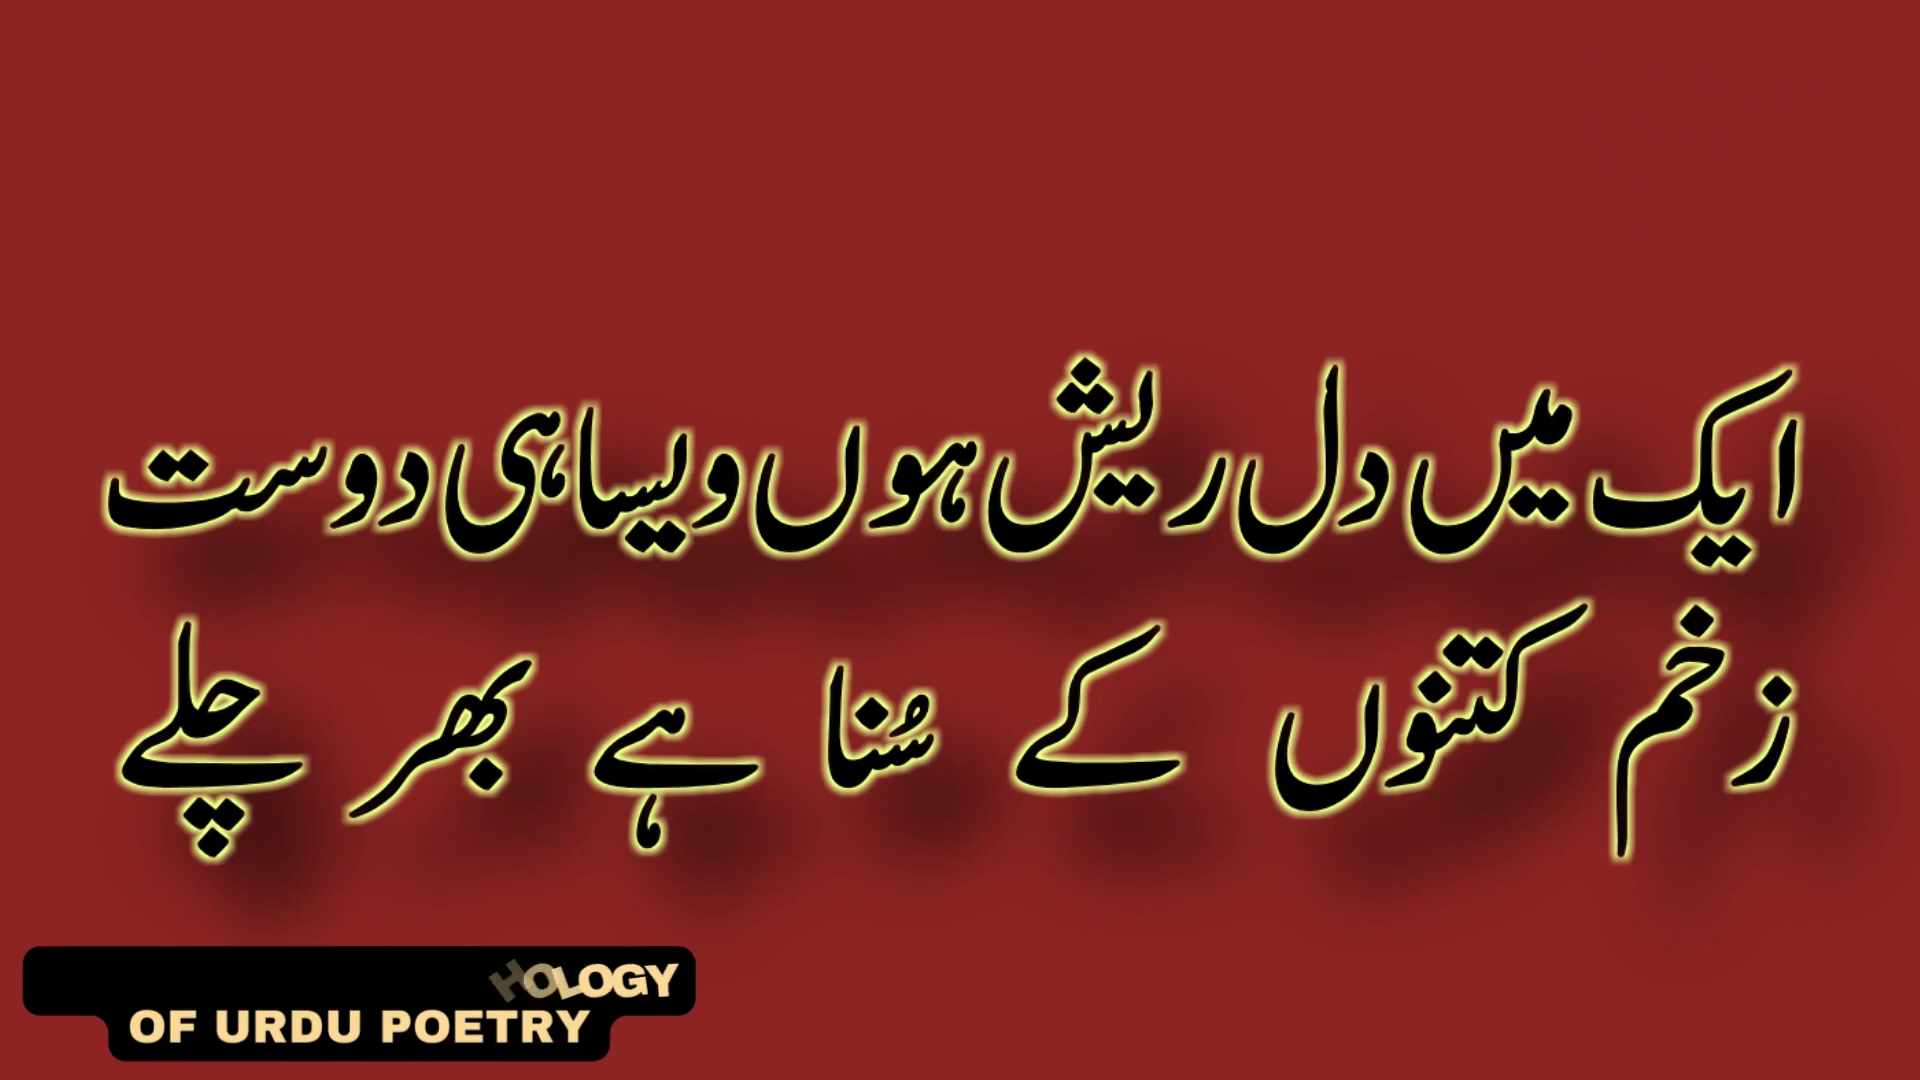 ایک میں دل ریش ہوں ویسا ہی دوست
زخم کتنوں کے سُنا ہے بھر چلے
HOLOGY
OF URDU POETRY